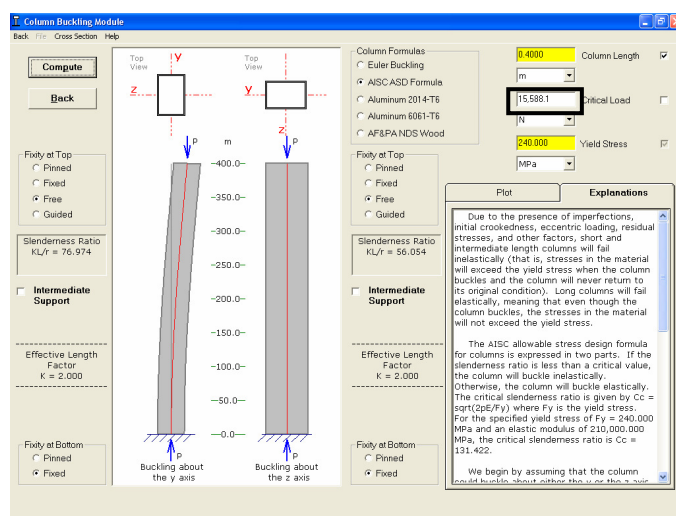 Column Buckling Module
Back File Cross Section Help
Compute
Back
Fixity at Top
Pinned
Fixed
Free
Guided
Slenderness Ratio
KL/r = 76.974
Intermediate
Support
Effective Length
Factor
K = 2.000
Fixity at Bottom
Pinned
Fixed
Top
View
y
z
Top
View
y
z
P
m
P
-400.0-
-350.0-
-300.0-
-250.0-
-200.0-
-150.0-
-100.0-
-50.0-
-0.0-
P
P
Buckling about
the y axis
Buckling about
the z axis
Column Formulas
Euler Buckling
AISC ASD Formula
Aluminum 2014-T6
Aluminum 6061-T6
AF&PA NDS Wood
Fixity at Top
Pinned
Fixed
Free
Guided
Slenderness Ratio
KL/r = 56.054
Intermediate
Support
Effective Length
Factor
K = 2.000
Fixity at Bottom
Pinned
Fixed
0.4000 Column Length
m
15,588.1 Critical Load
N
240.000 Yield Stress
MPa
Plot Explanations
Due to the presence of imperfections,
initial crookedness, eccentric loading, residual
stresses, and other factors, short and
intermediate length columns will fail
inelastically (that is, stresses in the material
will exceed the yield stress when the column
buckles and the column will never return to
its original condition). Long columns will fail
elastically, meaning that even though the
column buckles, the stresses in the material
will not exceed the yield stress.
The AISC allowable stress design formula
for columns is expressed in two parts. If the
slenderness ratio is less than a critical value,
the column will buckle inelastically.
Otherwise, the column will buckle elastically.
The critical slenderness ratio is given by Cc =
sqrt(2pE/Fy) where Fy is the yield stress.
For the specified yield stress of Fy = 240.000
MPa and an elastic modulus of 210,000.000
MPa, the critical slenderness ratio is Cc =
131.422.
We begin by assuming that the column
could buckle about either the y or the z axis